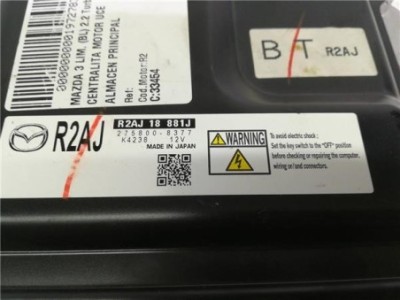 MAZDA 3 LIM. (BL) 2.2 Turb
CENTRALITA MOTOR UCE
ALMACEN PRINCIPAL
Ref:
Cod.Motor:R2
C:33454
B T R2AJ
R2AJ
R2AJ 18 881J
275800-8377
K4238 12V
MADE IN JAPAN
WARNING
To avoid electric shock:
Set the key switch to the "OFF" position
before checking or repairing the computer,
wiring or/and connectors.